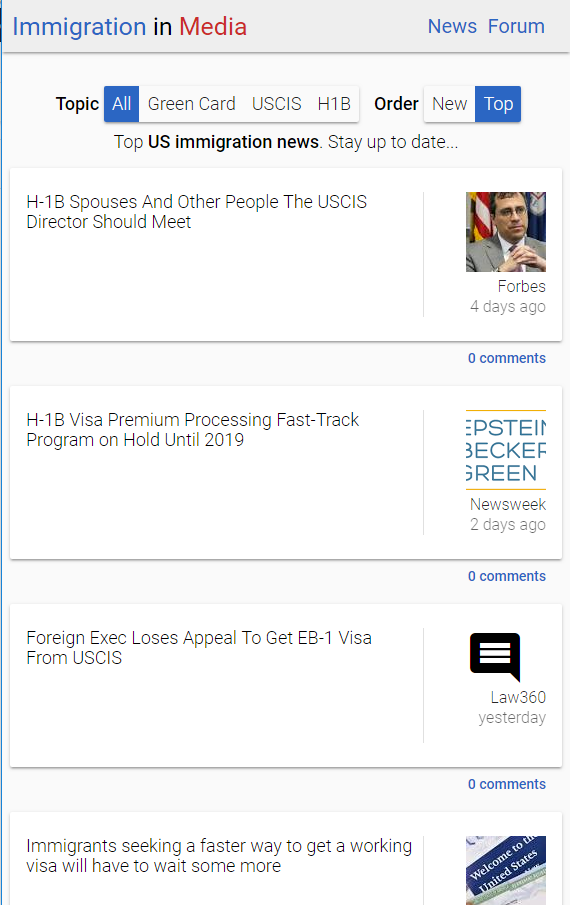 Immigration in Media News Forum
Topic All Green Card USCIS H1B Order New Top
Top US immigration news. Stay up to date...
H-1B Spouses And Other People The USCIS
Director Should Meet
Forbes
4 days ago
0 comments
H-1B Visa Premium Processing Fast-Track
Program on Hold Until 2019
EPSTEIN
BECKER
GREEN
Newsweek
2 days ago
0 comments
Foreign Exec Loses Appeal To Get EB-1 Visa
From USCIS
Law360
yesterday
0 comments
Immigrants seeking a faster way to get a working
visa will have to wait some more
Welcome to
United States